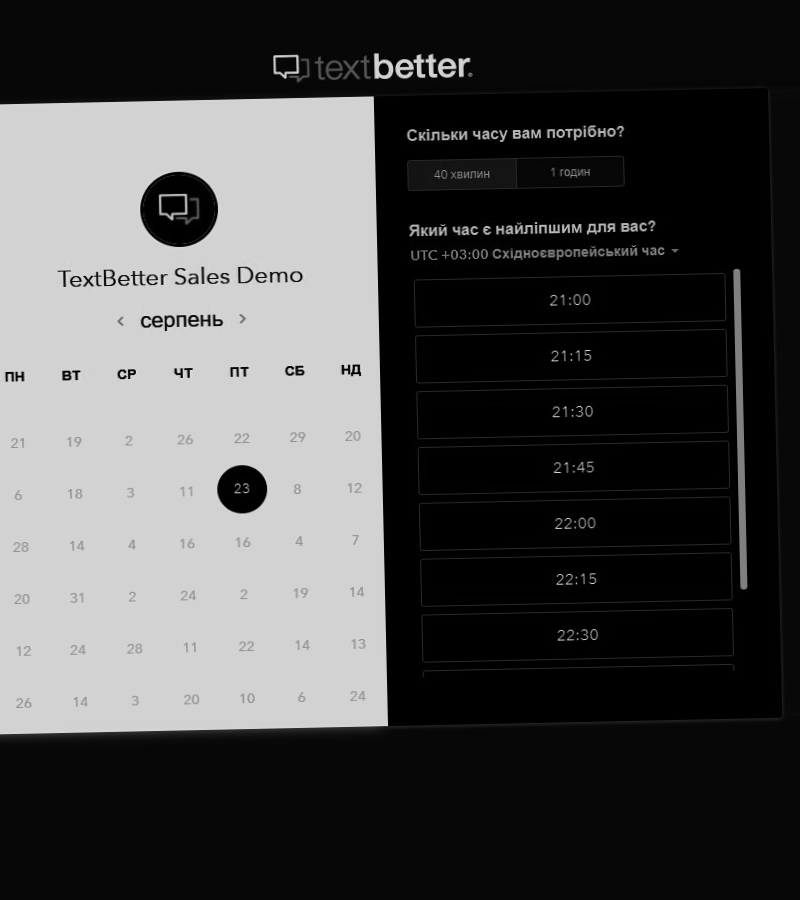 textbetter.
TextBetter Sales Demo
серпень
ПН ВТ СР ЧТ ПТ СБ НД
21 19 2 26 22 29 20
6 18 3 11 23 8 12
28 14 4 16 16 4 7
20 31 2 24 2 19 14
12 24 28 11 22 14 13
26 14 3 20 10 6 24
Скільки часу вам потрібно?
40 хвилин 1 годин
Який час є найліпшим для вас?
UTC +03:00 Східноєвропейський час
21:00
21:15
21:30
21:45
22:00
22:15
22:30